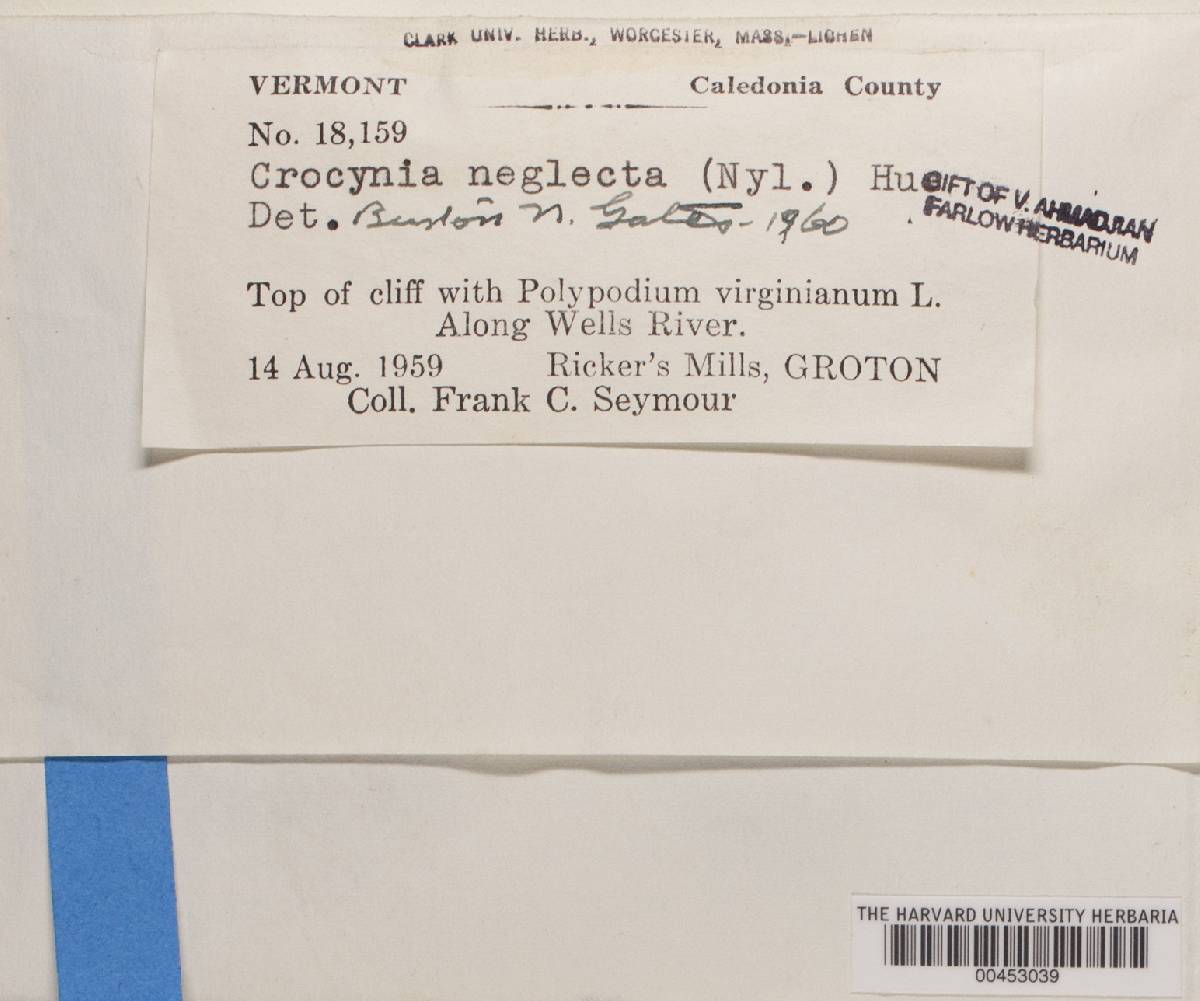 CLARK UNIV. HERB., WORCESTER, MASS.-LICHEN
VERMONT Caledonia County
No. 18,159
Crocynia neglecta (Nyl.) Hue
Det. Burton N. Gates - 1960
GIFT OF V. AHMADJIAN
FARLOW HERBARIUM
Top of cliff with Polypodium virginianum L.
Along Wells River.
14 Aug. 1959 Ricker's Mills, GROTON
Coll. Frank C. Seymour
THE HARVARD UNIVERSITY HERBARIA
00453039